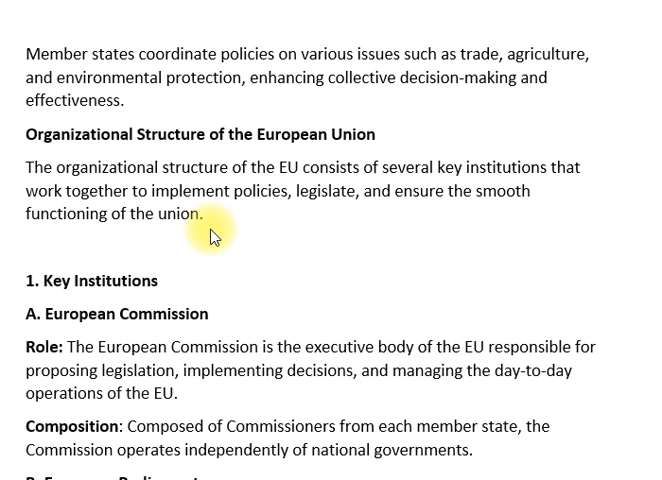 Member states coordinate policies on various issues such as trade, agriculture,
and environmental protection, enhancing collective decision-making and
effectiveness.
Organizational Structure of the European Union
The organizational structure of the EU consists of several key institutions that
work together to implement policies, legislate, and ensure the smooth
functioning of the union.
1. Key Institutions
A. European Commission
Role: The European Commission is the executive body of the EU responsible for
proposing legislation, implementing decisions, and managing the day-to-day
operations of the EU.
Composition: Composed of Commissioners from each member state, the
Commission operates independently of national governments.
B. European Parliament